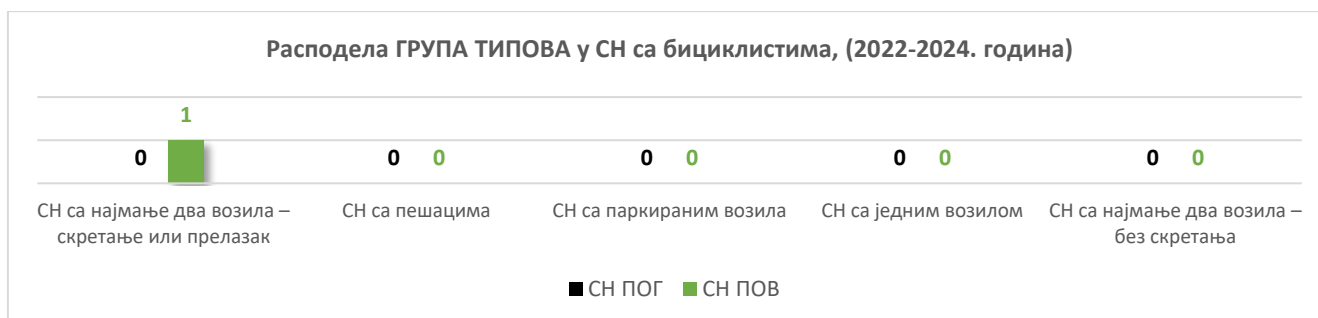 Расподела ГРУПА ТИПОВА у СН са бициклистима, (2022-2024. година)
1
0
0 0
0 0
0 0
0 0
СН са најмање два возила –
скретање или прелазак
СН са пешацима
СН са паркираним возила
СН са једним возилом
СН са најмање два возила –
без скретања
СН ПОГ СН ПОВ